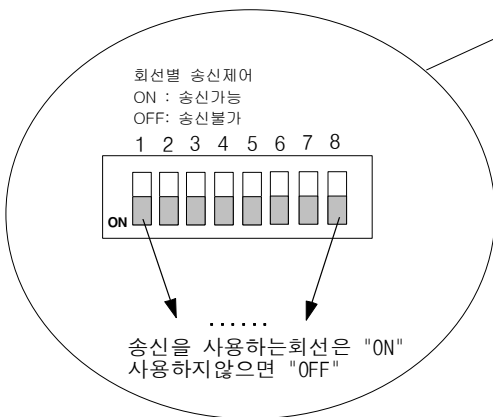 회선별 송신제어
ON : 송신가능
OFF: 송신불가
1 2 3 4 5 6 7 8
ON
......
송신을 사용하는회선은 "ON"
사용하지않으면 "OFF"